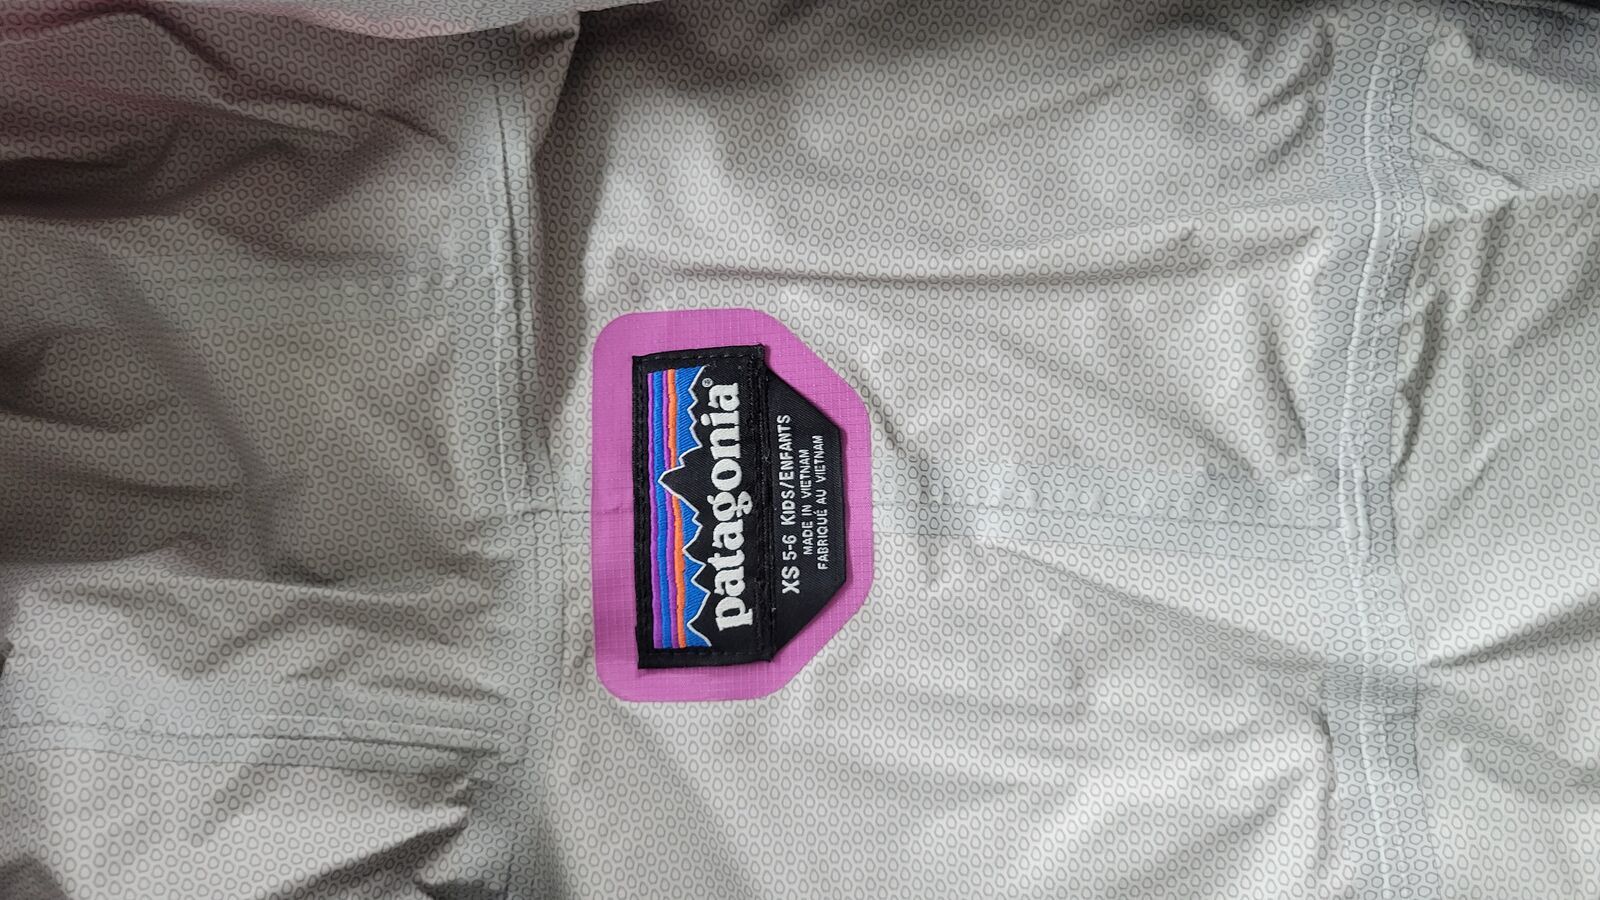 patagonia®
XS 5-6 KIDS/ENFANTS
MADE IN VIETNAM
FABRIQUÉ AU VIETNAM